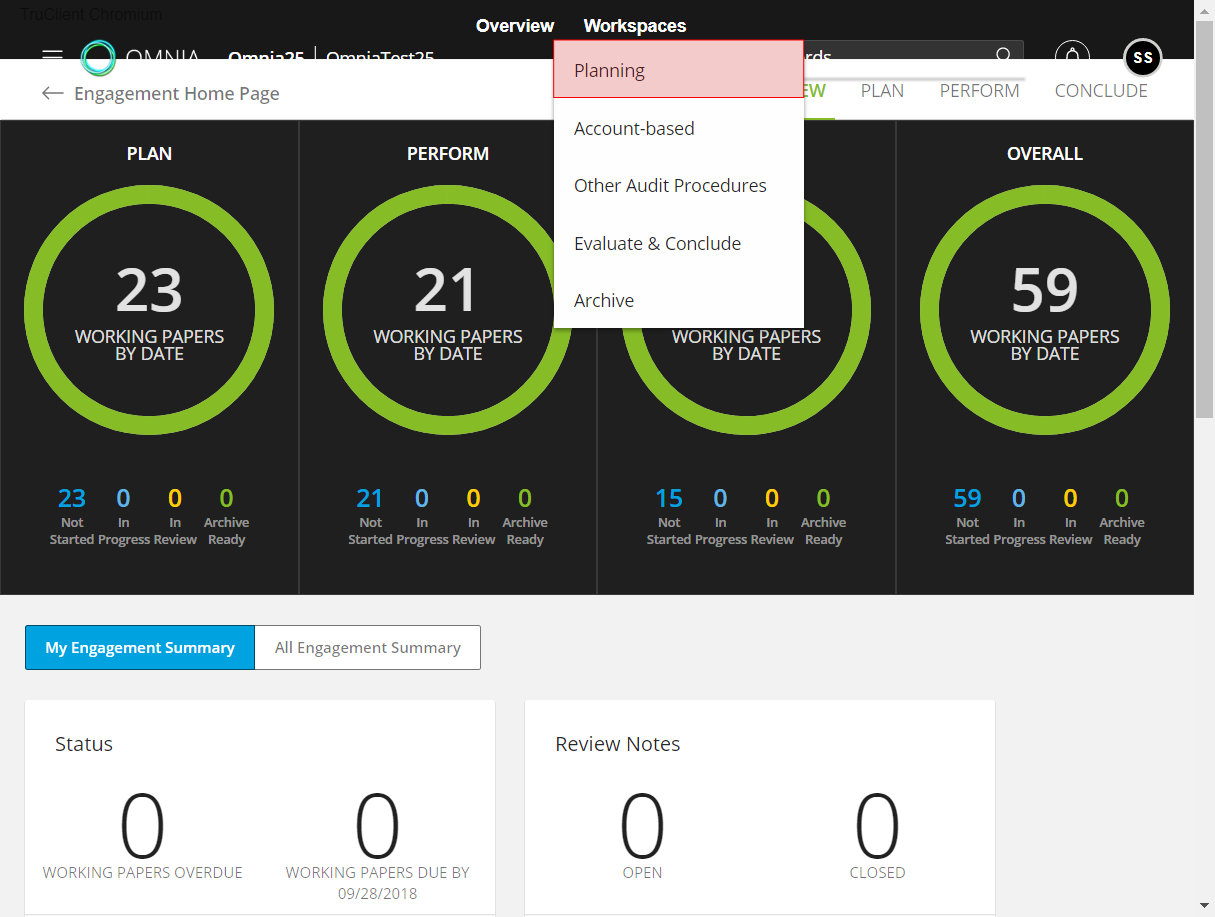 TruClient Chromium
Overview Workspaces
OMNIA Omnia25 OmniaTest25 rds SS
Engagement Home Page
EW PLAN PERFORM CONCLUDE
Planning
Account-based
Other Audit Procedures
Evaluate & Conclude
Archive
PLAN
23
WORKING PAPERS
BY DATE
23 0 0 0
Not In In Archive
Started Progress Review Ready
PERFORM
21
WORKING PAPERS
BY DATE
21 0 0 0
Not In In Archive
Started Progress Review Ready
WORKING PAPERS
BY DATE
15 0 0 0
Not In In Archive
Started Progress Review Ready
OVERALL
59
WORKING PAPERS
BY DATE
59 0 0 0
Not In In Archive
Started Progress Review Ready
My Engagement Summary All Engagement Summary
Status
0 0
WORKING PAPERS OVERDUE WORKING PAPERS DUE BY
09/28/2018
Review Notes
0 0
OPEN CLOSED